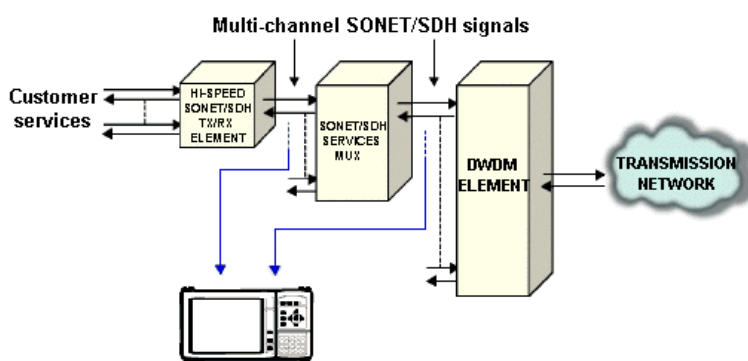 Multi-channel SONET/SDH signals
Customer
services
HI-SPEED
SONET/SDH
TX/RX
ELEMENT
SONET/SDH
SERVICES
MUX
DWDM
ELEMENT
TRANSMISSION
NETWORK